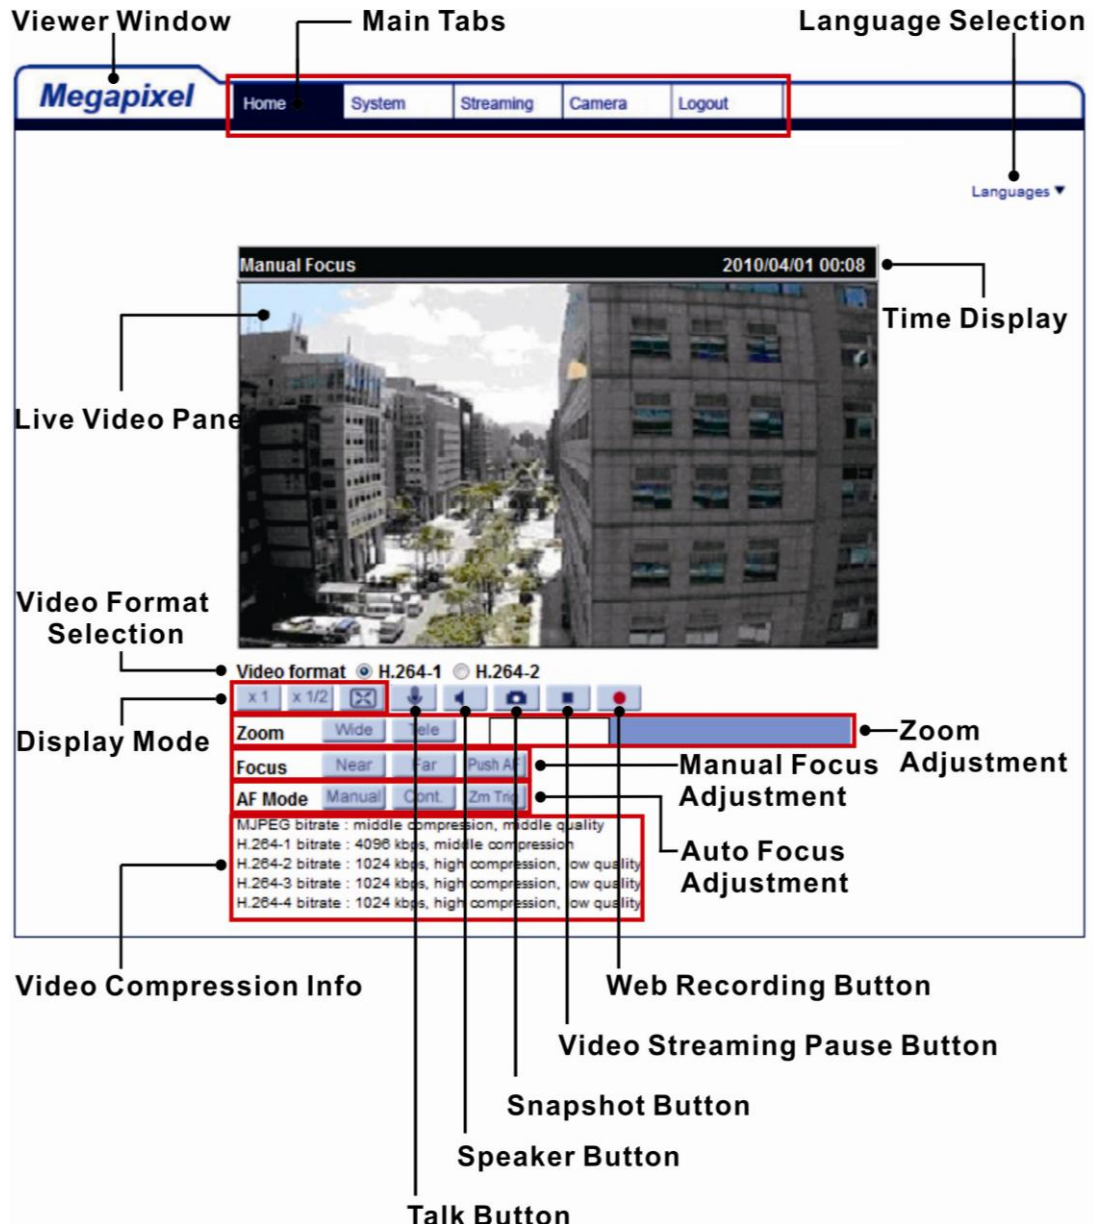 Viewer Window
Main Tabs
Language Selection
Megapixel
Home
System
Streaming
Camera
Logout
Languages ▼
Manual Focus
2010/04/01 00:08
Time Display
Live Video Pane
Video Format
Selection
Video format H.264-1 H.264-2
x 1
x 1/2
Display Mode
Zoom
Wide
Tele
Zoom
Adjustment
Focus
Near
Far
Push AF
Manual Focus
Adjustment
AF Mode
Manual
Cont.
Zm Trig
Auto Focus
Adjustment
MJPEG bitrate : middle compression, middle quality
H.264-1 bitrate : 4096 kbps, middle compression
H.264-2 bitrate : 1024 kbps, high compression, low quality
H.264-3 bitrate : 1024 kbps, high compression, low quality
H.264-4 bitrate : 1024 kbps, high compression, low quality
Video Compression Info
Web Recording Button
Video Streaming Pause Button
Snapshot Button
Speaker Button
Talk Button